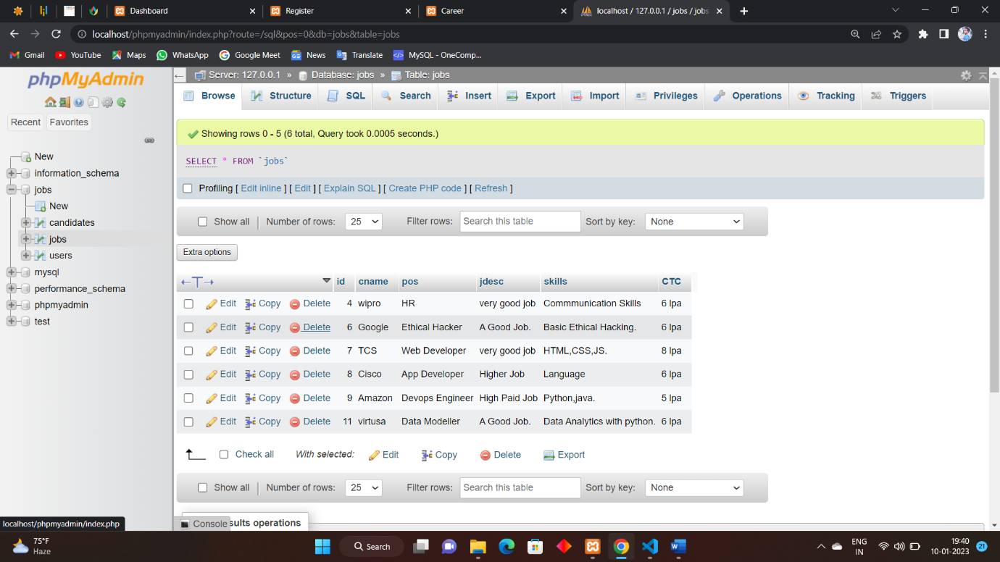 Dashboard
Register
Career
localhost / 127.0.0.1 / jobs / jobs
localhost/phpmyadmin/index.php?route=/sql&pos=0&db=jobs&table=jobs
Gmail YouTube Maps WhatsApp Google Meet News Translate MySQL - OneComp...
phpMyAdmin
Recent Favorites
New
information_schema
jobs
New
candidates
jobs
users
mysql
performance_schema
phpmyadmin
test
Server: 127.0.0.1 » Database: jobs » Table: jobs
Browse Structure SQL Search Insert Export Import Privileges Operations Tracking Triggers
Showing rows 0 - 5 (6 total, Query took 0.0005 seconds.)
SELECT * FROM `jobs`
Profiling [ Edit inline ] [ Edit ] [ Explain SQL ] [ Create PHP code ] [ Refresh ]
Show all Number of rows: 25 Filter rows: Search this table Sort by key: None
Extra options
←T→ id cname pos jdesc skills CTC
Edit Copy Delete 4 wipro HR very good job Commmunication Skills 6 lpa
Edit Copy Delete 6 Google Ethical Hacker A Good Job. Basic Ethical Hacking. 6 lpa
Edit Copy Delete 7 TCS Web Developer very good job HTML,CSS,JS. 8 lpa
Edit Copy Delete 8 Cisco App Developer Higher Job Language 6 lpa
Edit Copy Delete 9 Amazon Devops Engineer High Paid Job Python,java. 5 lpa
Edit Copy Delete 11 virtusa Data Modeller A Good Job. Data Analytics with python. 6 lpa
Check all With selected: Edit Copy Delete Export
Show all Number of rows: 25 Filter rows: Search this table Sort by key: None
Console sults operations
localhost/phpmyadmin/index.php
75°F
Haze
Search
ENG
IN
19:40
10-01-2023
21